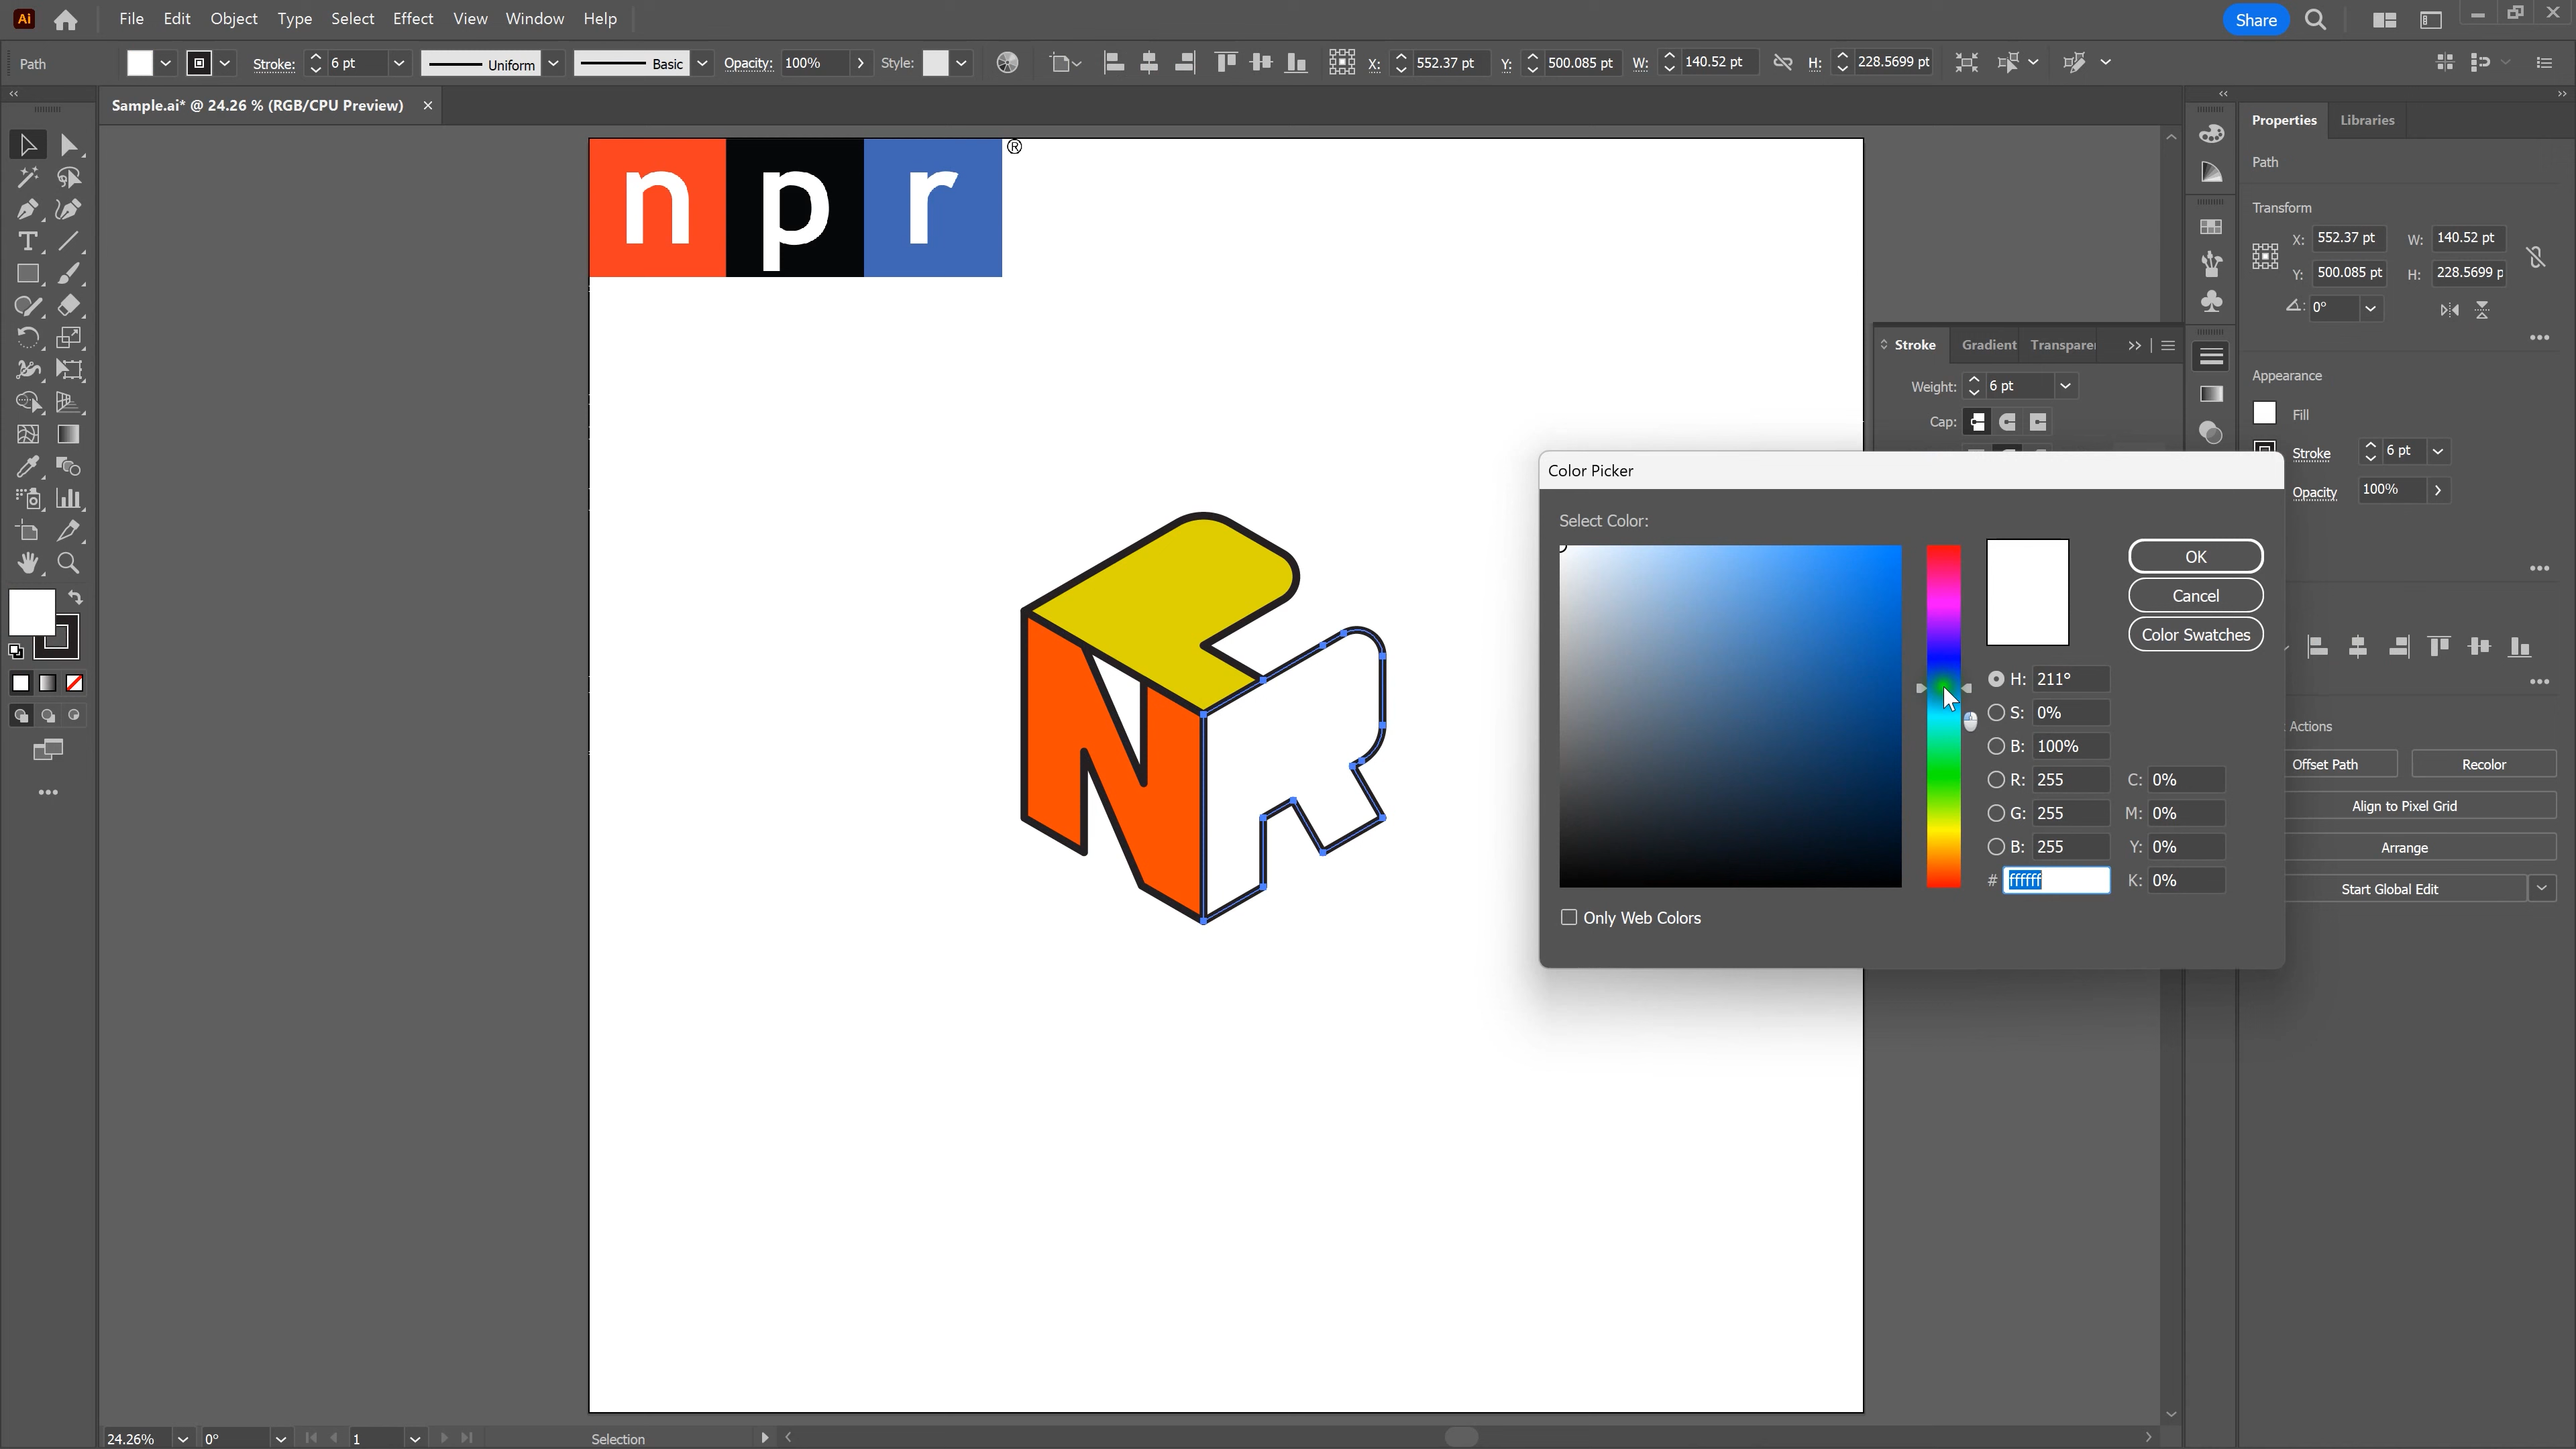 Ai File Edit Object Type Select Effect View Window Help Share
Path Stroke: 6 pt Uniform Basic Opacity: 100% Style: X: 552.37 pt Y: 500.085 pt W: 140.52 pt H: 228.5699 pt
Sample.ai* @ 24.26 % (RGB/CPU Preview) ×
Properties Libraries
npr ®
Path
Transform
X: 552.37 pt W: 140.52 pt
Y: 500.085 pt H: 228.5699 p
0°
Stroke Gradient Transparen
Weight: 6 pt
Cap:
Appearance
Fill
Stroke 6 pt
Opacity 100%
Color Picker
Select Color:
OK
Cancel
Color Swatches
H: 211°
S: 0%
B: 100%
R: 255 C: 0%
G: 255 M: 0%
B: 255 Y: 0%
# ffffff K: 0%
Only Web Colors
Actions
Offset Path Recolor
Align to Pixel Grid
Arrange
Start Global Edit
N R
24.26% 0° 1 Selection